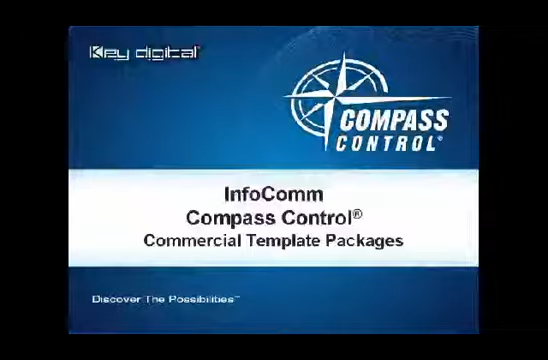 Key digital®
COMPASS
CONTROL®
InfoComm
Compass Control®
Commercial Template Packages
Discover The Possibilities™